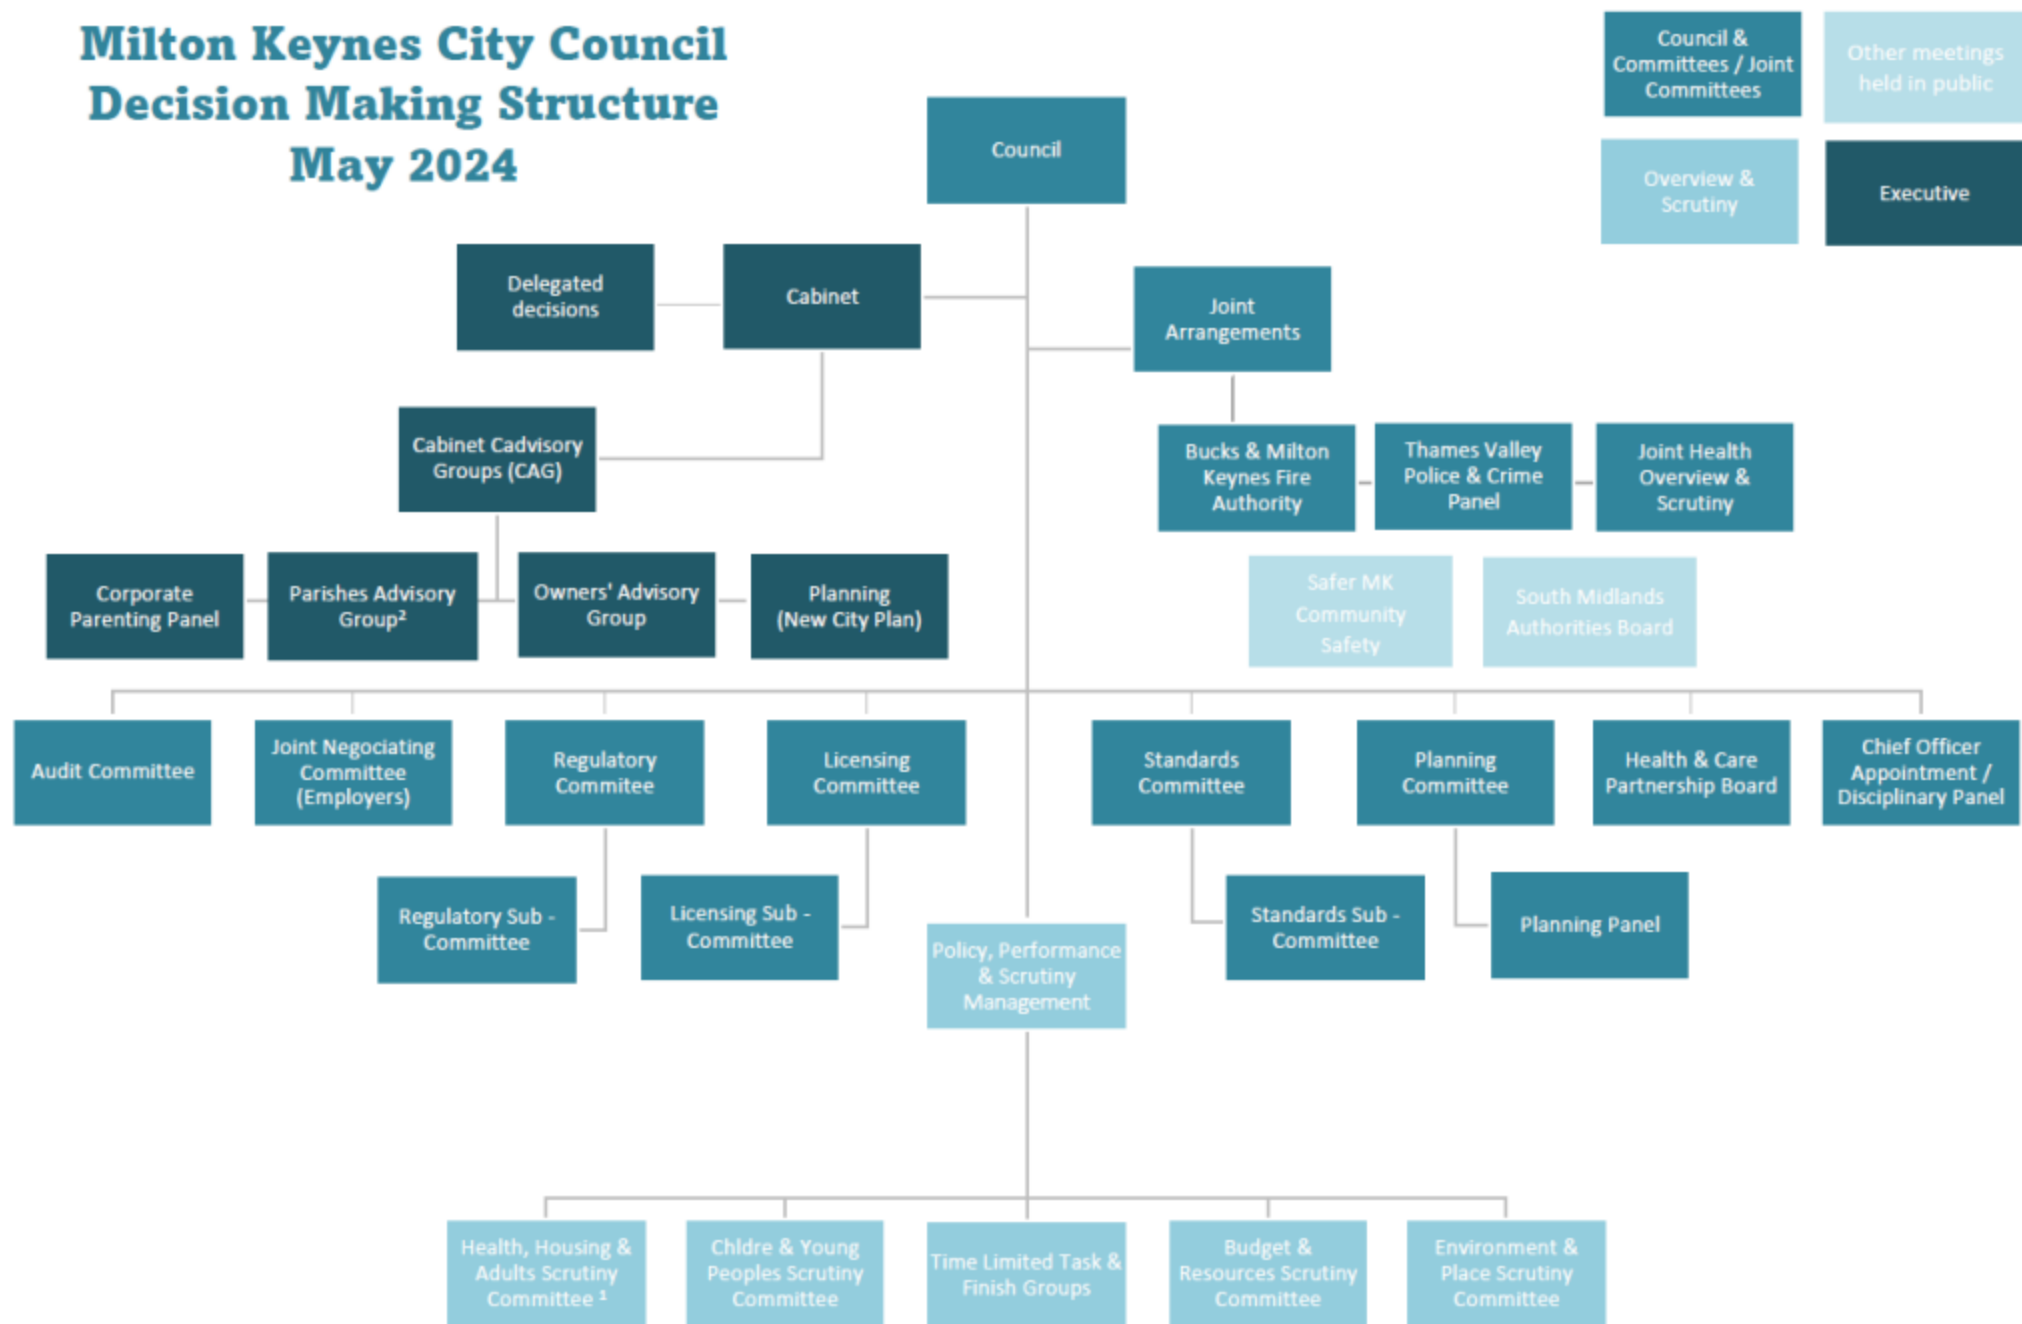 Milton Keynes City Council
Decision Making Structure
May 2024
Council &
Committees / Joint
Committees
Other meetings
held in public
Overview &
Scrutiny
Executive
Council
Delegated
decisions
Cabinet
Joint
Arrangements
Cabinet Cadvisory
Groups (CAG)
Bucks & Milton
Keynes Fire
Authority
Thames Valley
Police & Crime
Panel
Joint Health
Overview &
Scrutiny
Corporate
Parenting Panel
Parishes Advisory
Group²
Owners' Advisory
Group
Planning
(New City Plan)
Safer MK
Community
Safety
South Midlands
Authorities Board
Audit Committee
Joint Negociating
Committee
(Employers)
Regulatory
Commitee
Licensing
Committee
Standards
Committee
Planning
Committee
Health & Care
Partnership Board
Chief Officer
Appointment /
Disciplinary Panel
Regulatory Sub -
Committee
Licensing Sub -
Committee
Policy, Performance
& Scrutiny
Management
Standards Sub -
Committee
Planning Panel
Health, Housing &
Adults Scrutiny
Committee ¹
Chldre & Young
Peoples Scrutiny
Committee
Time Limited Task &
Finish Groups
Budget &
Resources Scrutiny
Committee
Environment &
Place Scrutiny
Committee